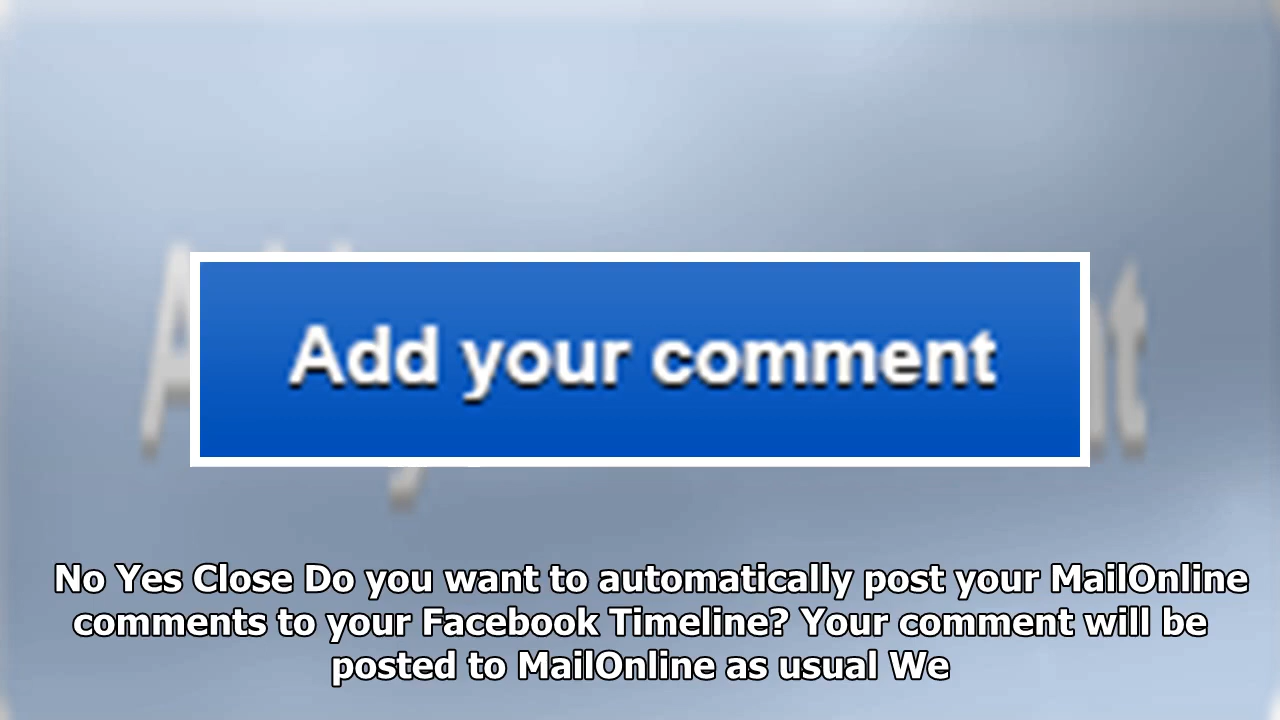 Add your comment
No Yes Close Do you want to automatically post your MailOnline
comments to your Facebook Timeline? Your comment will be
posted to MailOnline as usual We